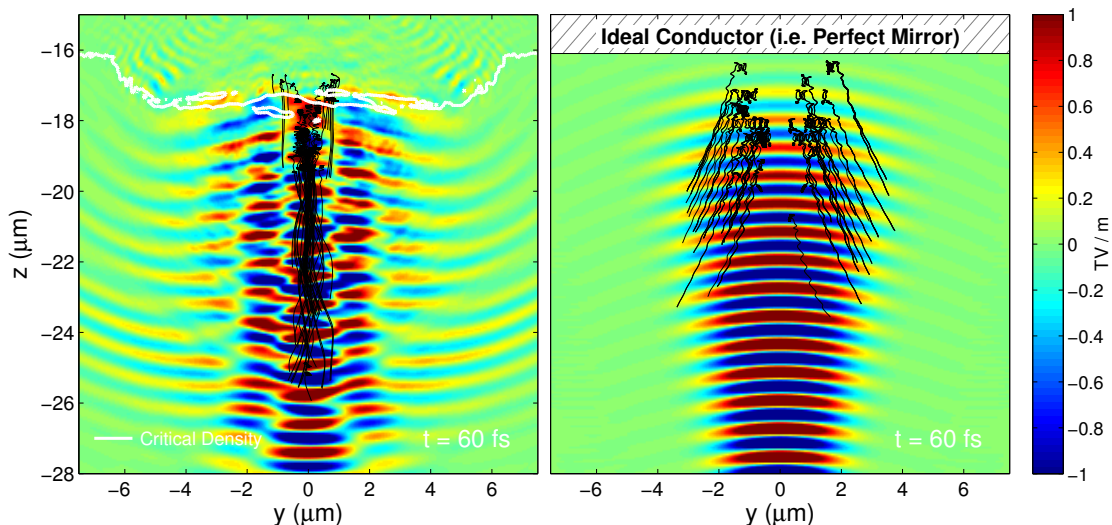 Ideal Conductor (i.e. Perfect Mirror)
−16
−18
−20
−22
−24
−26
−28
z (μm)
Critical Density
t = 60 fs
t = 60 fs
−6 −4 −2 0 2 4 6
−6 −4 −2 0 2 4 6
y (μm)
y (μm)
1
0.8
0.6
0.4
0.2
0
−0.2
−0.4
−0.6
−0.8
−1
TV / m